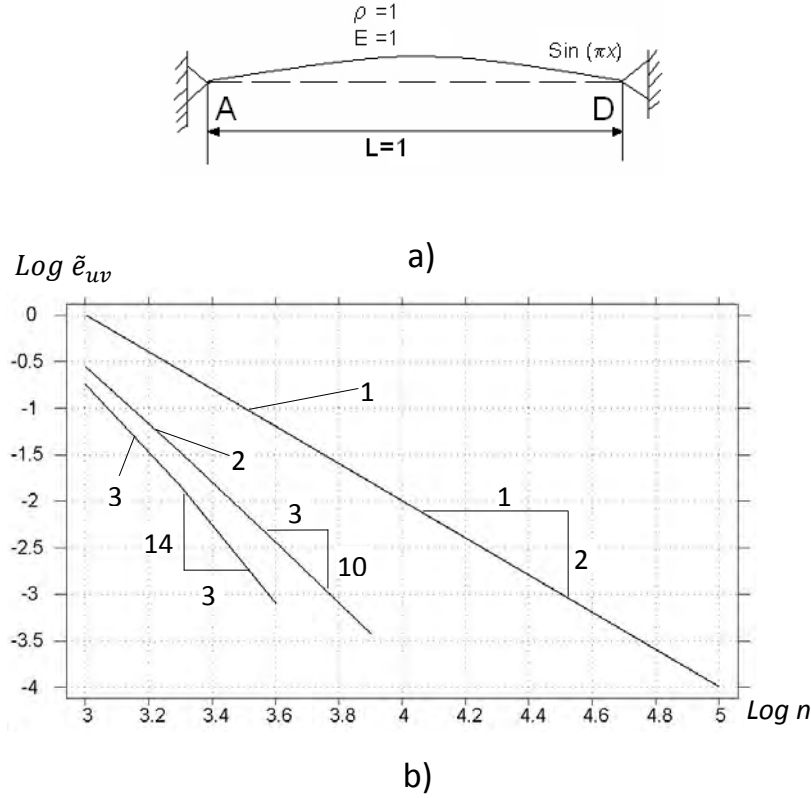 ρ =1
E =1
Sin (πx)
A
D
L=1
a)
Log ẽ_uv
0
-0.5
-1
-1.5
-2
-2.5
-3
-3.5
-4
1
2
3
1
2
3
10
14
3
3
3.2
3.4
3.6
3.8
4
4.2
4.4
4.6
4.8
5
Log n
b)